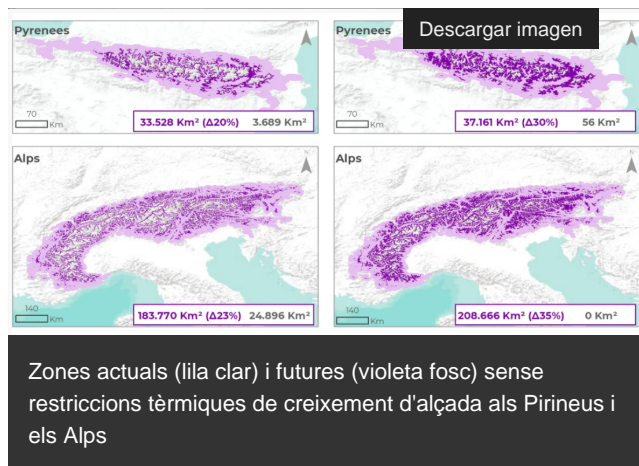 Pyrenees
N
70
Km
33.528 Km² (Δ20%) 3.689 Km²
Pyrenees
Descargar imagen
70
Km
37.161 Km² (Δ30%) 56 Km²
Alps
N
140
Km
183.770 Km² (Δ23%) 24.896 Km²
Alps
N
140
Km
208.666 Km² (Δ35%) 0 Km²
Zones actuals (lila clar) i futures (violeta fosc) sense
restriccions tèrmiques de creixement d'alçada als Pirineus i
els Alps